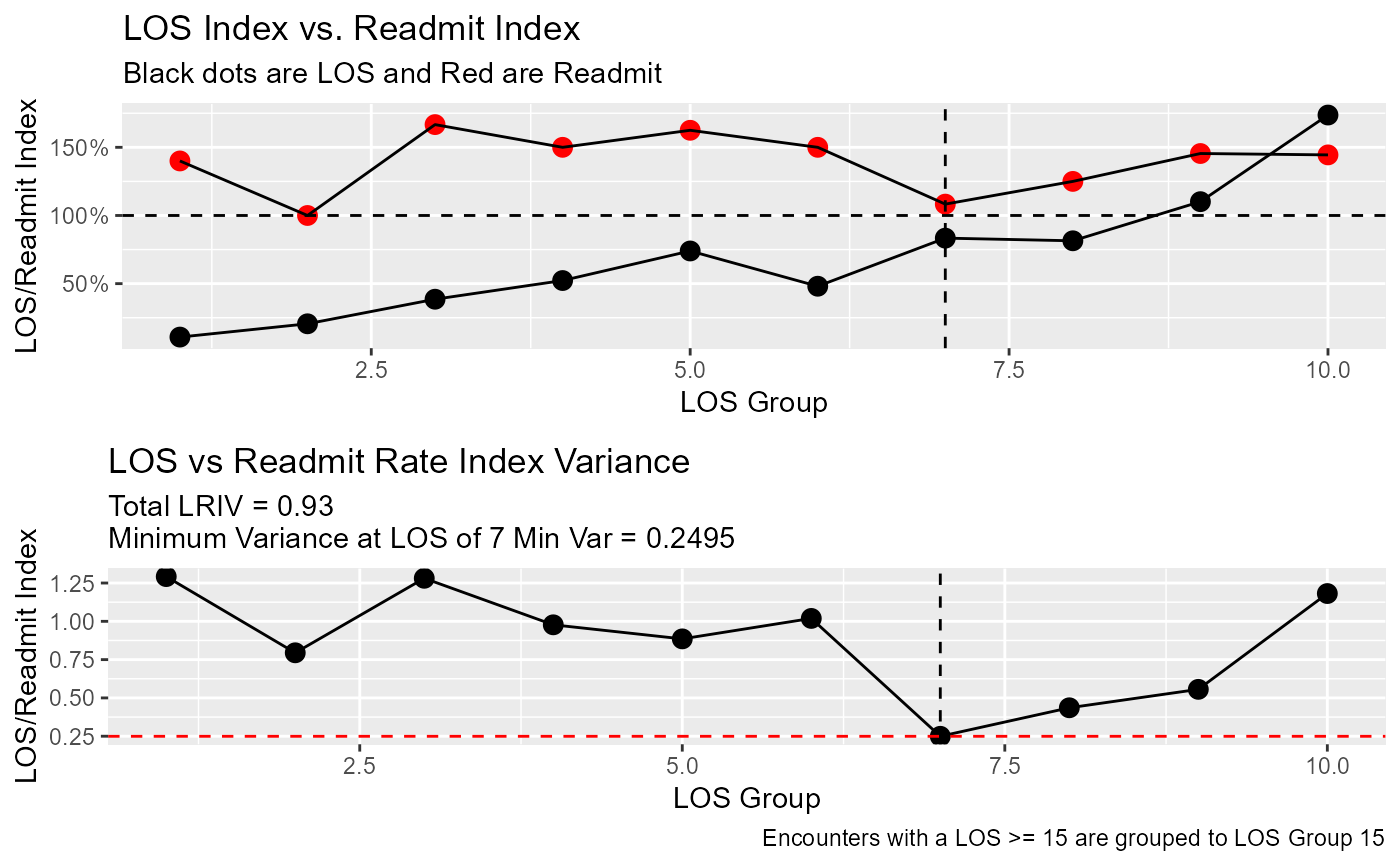 LOS Index vs. Readmit Index
Black dots are LOS and Red are Readmit
LOS/Readmit Index
150%
100%
50%
2.5 5.0 7.5 10.0
LOS Group
LOS vs Readmit Rate Index Variance
Total LRIV = 0.93
Minimum Variance at LOS of 7 Min Var = 0.2495
LOS/Readmit Index
1.25
1.00
0.75
0.50
0.25
2.5 5.0 7.5 10.0
LOS Group
Encounters with a LOS >= 15 are grouped to LOS Group 15